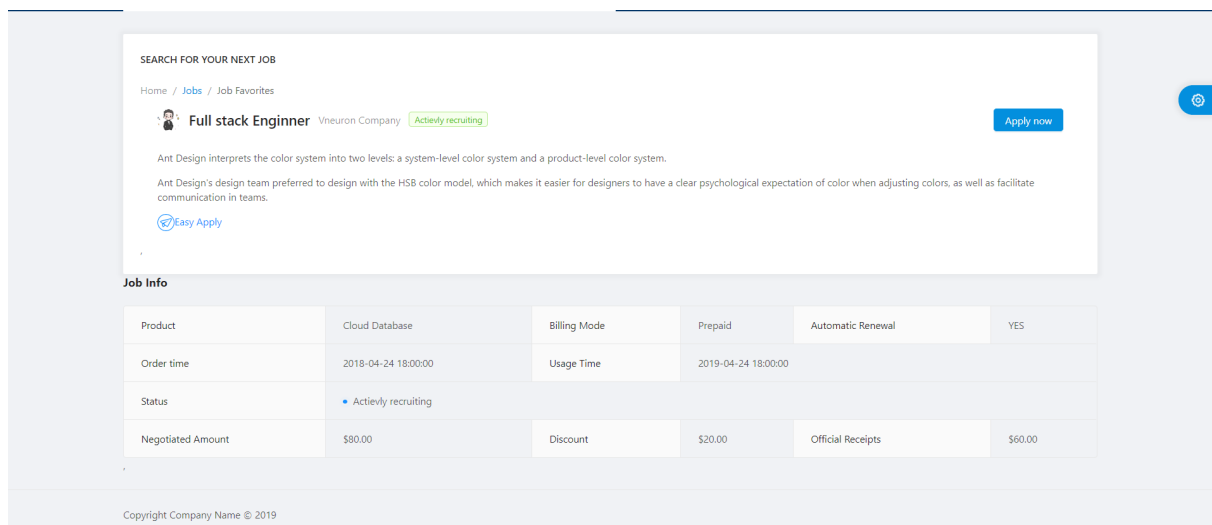 SEARCH FOR YOUR NEXT JOB
Home / Jobs / Job Favorites
Full stack Enginner Vneuron Company Actievly recruiting Apply now
Ant Design interprets the color system into two levels: a system-level color system and a product-level color system.
Ant Design's design team preferred to design with the HSB color model, which makes it easier for designers to have a clear psychological expectation of color when adjusting colors, as well as facilitate
communication in teams.
Easy Apply
,
Job Info
Product Cloud Database Billing Mode Prepaid Automatic Renewal YES
Order time 2018-04-24 18:00:00 Usage Time 2019-04-24 18:00:00
Status Actievly recruiting
Negotiated Amount $80.00 Discount $20.00 Official Receipts $60.00
,
Copyright Company Name © 2019